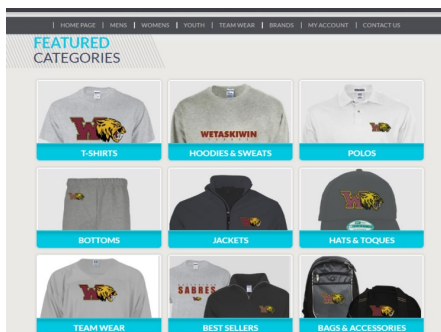 | HOME PAGE | MENS | WOMENS | YOUTH | TEAM WEAR | BRANDS | MY ACCOUNT | CONTACT US
FEATURED
CATEGORIES
W
WETASKIWIN
T-SHIRTS
HOODIES & SWEATS
POLOS
W
W
W
BOTTOMS
JACKETS
HATS & TOQUES
W
SABRES
TEAM WEAR
BEST SELLERS
BAGS & ACCESSORIES